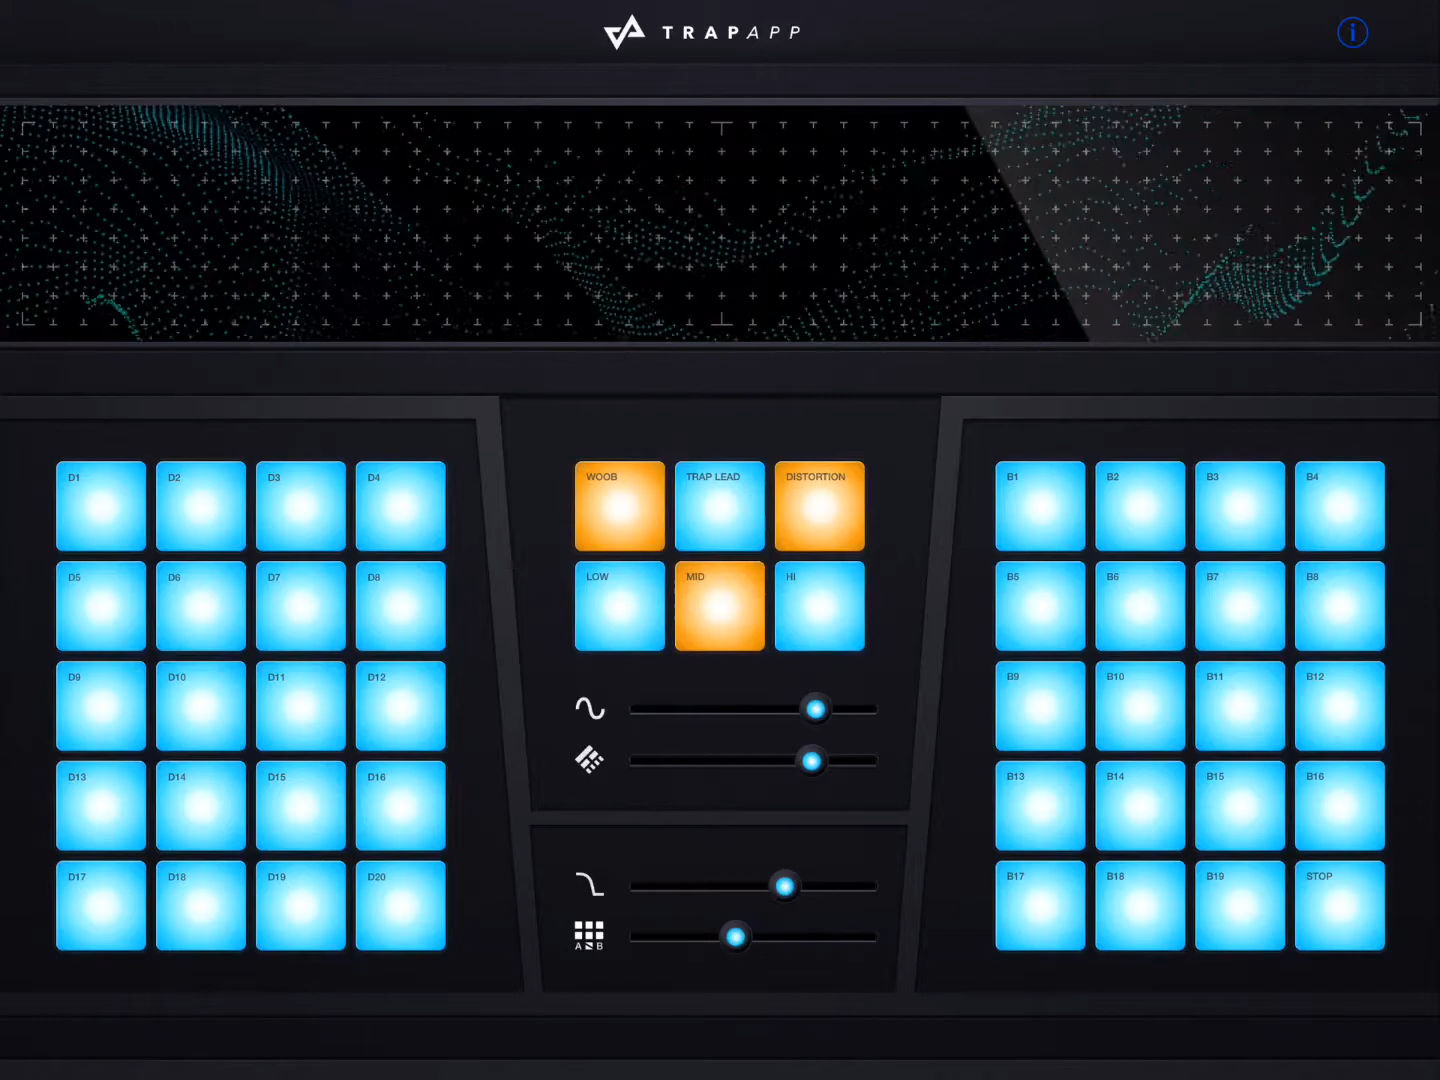 TRAPAPP
i
D1 D2 D3 D4
D5 D6 D7 D8
D9 D10 D11 D12
D13 D14 D15 D16
D17 D18 D19 D20
WOOB TRAP LEAD DISTORTION
LOW MID HI
A B
B1 B2 B3 B4
B5 B6 B7 B8
B9 B10 B11 B12
B13 B14 B15 B16
B17 B18 B19 STOP